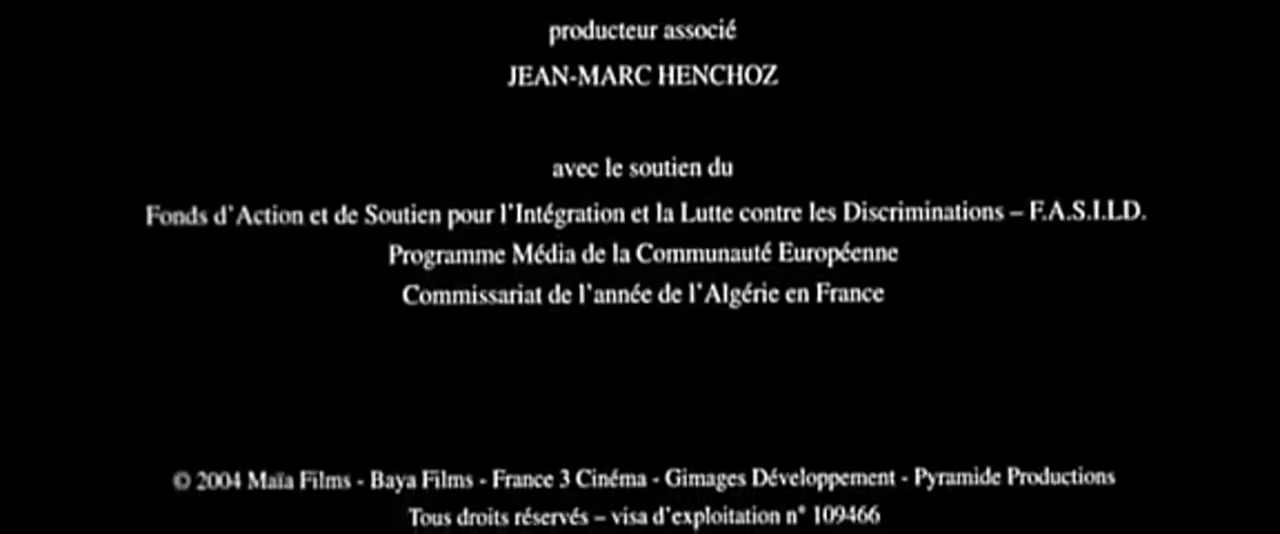 producteur associé
JEAN-MARC HENCHOZ
avec le soutien du
Fonds d'Action et de Soutien pour l'Intégration et la Lutte contre les Discriminations – F.A.S.I.L.D.
Programme Média de la Communauté Européenne
Commissariat de l'année de l'Algérie en France
© 2004 Maïa Films - Baya Films - France 3 Cinéma - Gimages Développement - Pyramide Productions
Tous droits réservés – visa d'exploitation n° 109466